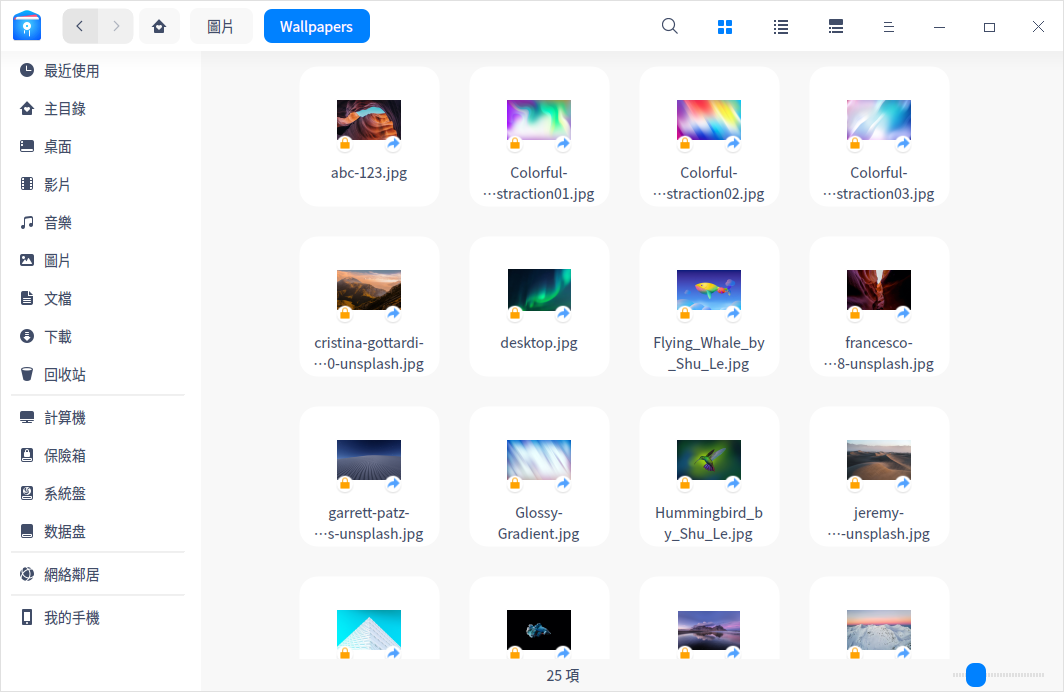 圖片
Wallpapers
最近使用
主目錄
桌面
影片
音樂
圖片
文檔
下載
回收站
計算機
保險箱
系統盤
数据盘
網絡鄰居
我的手機
abc-123.jpg
Colorful-
⋯straction01.jpg
Colorful-
⋯straction02.jpg
Colorful-
⋯straction03.jpg
cristina-gottardi-
⋯0-unsplash.jpg
desktop.jpg
Flying_Whale_by
_Shu_Le.jpg
francesco-
⋯8-unsplash.jpg
garrett-patz-
⋯s-unsplash.jpg
Glossy-
Gradient.jpg
Hummingbird_b
y_Shu_Le.jpg
jeremy-
⋯-unsplash.jpg
25 項